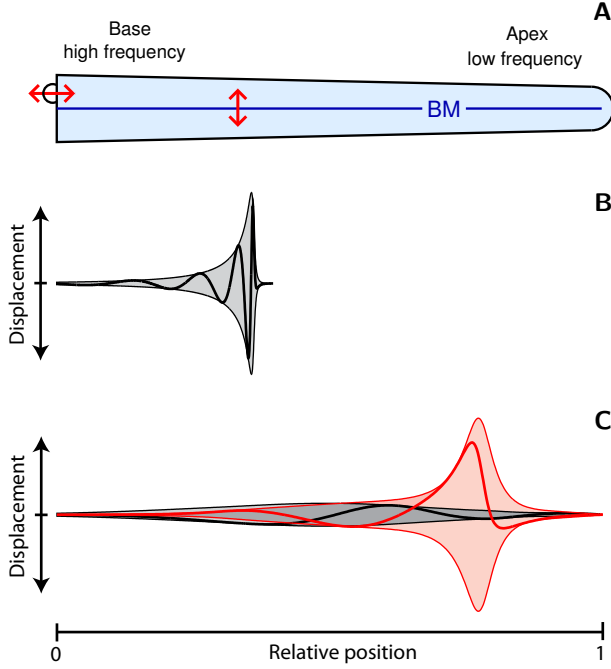 A
Base
high frequency
Apex
low frequency
BM
B
Displacement
C
Displacement
0
Relative position
1